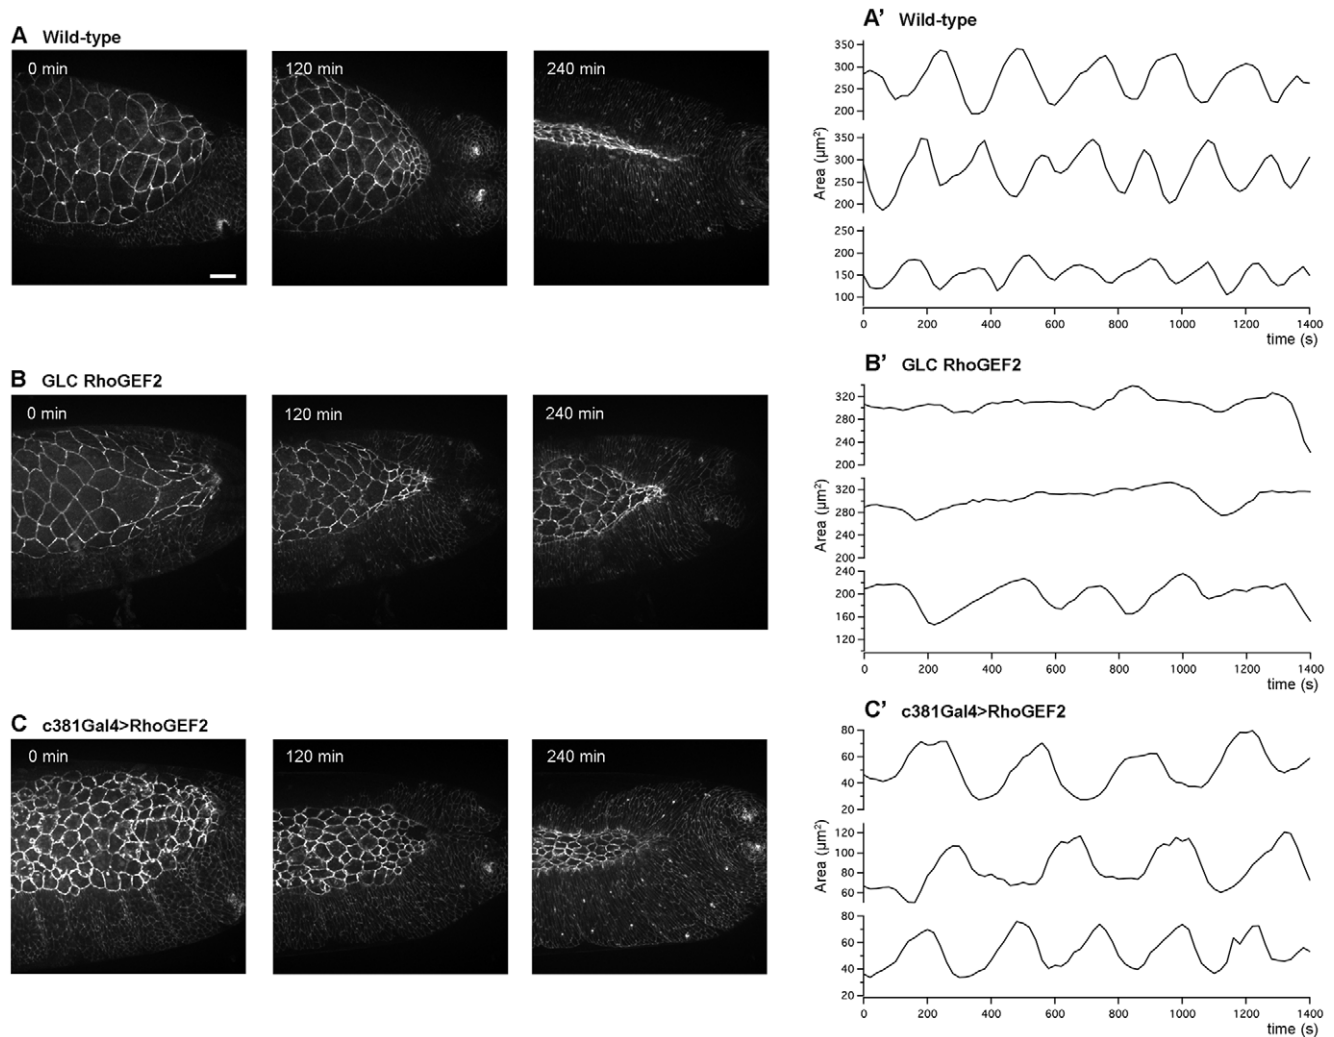 A Wild-type
0 min
120 min
240 min
A' Wild-type
350
300
250
200
Area (µm²)
350
300
250
200
250
200
150
100
0 200 400 600 800 1000 1200 1400
time (s)
B GLC RhoGEF2
0 min
120 min
240 min
B' GLC RhoGEF2
320
280
240
200
Area (µm²)
320
280
240
200
240
200
160
120
0 200 400 600 800 1000 1200 1400
time (s)
C c381Gal4>RhoGEF2
0 min
120 min
240 min
C' c381Gal4>RhoGEF2
80
60
40
20
Area (µm²)
120
100
80
60
80
60
40
20
0 200 400 600 800 1000 1200 1400
time (s)